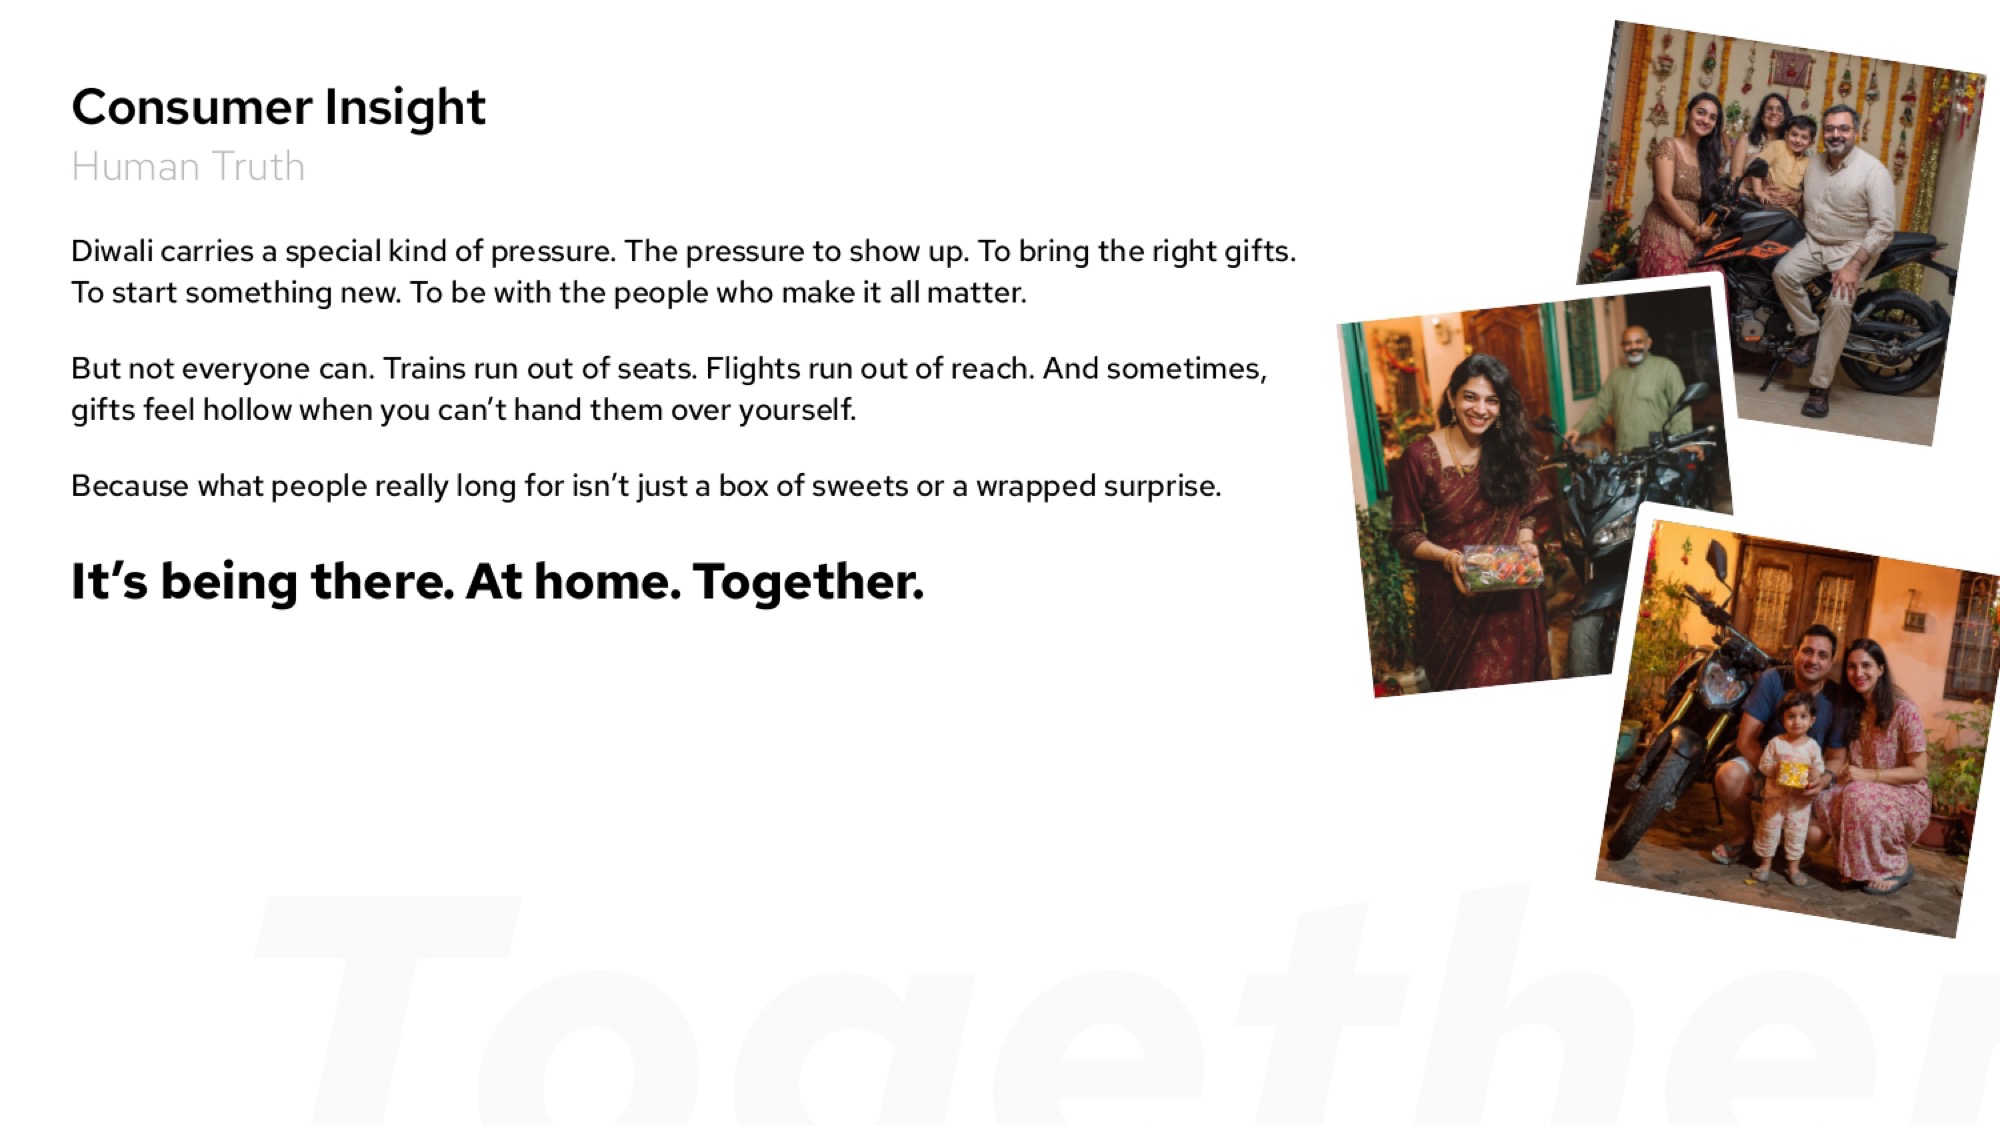 Consumer Insight
Human Truth
Diwali carries a special kind of pressure. The pressure to show up. To bring the right gifts.
To start something new. To be with the people who make it all matter.
But not everyone can. Trains run out of seats. Flights run out of reach. And sometimes,
gifts feel hollow when you can’t hand them over yourself.
Because what people really long for isn’t just a box of sweets or a wrapped surprise.
It’s being there. At home. Together.
Together